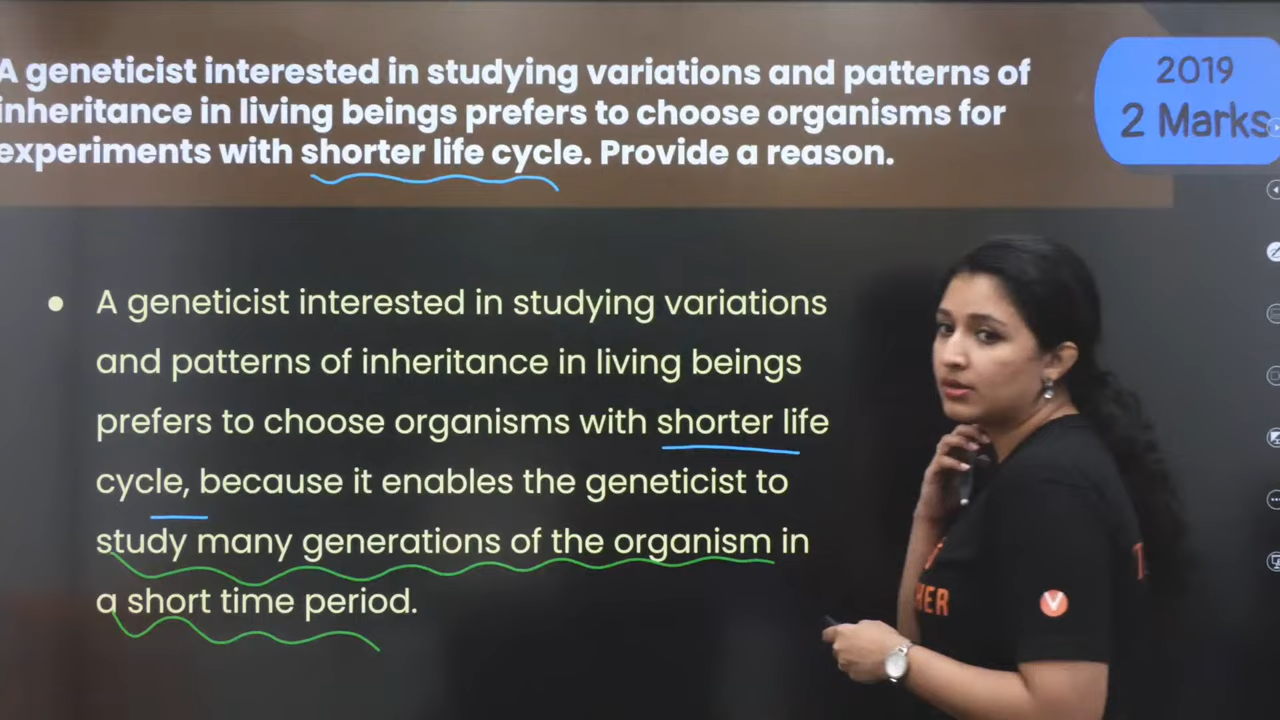 A geneticist interested in studying variations and patterns of
inheritance in living beings prefers to choose organisms for
experiments with shorter life cycle. Provide a reason.
2019
2 Marks
• A geneticist interested in studying variations
and patterns of inheritance in living beings
prefers to choose organisms with shorter life
cycle, because it enables the geneticist to
study many generations of the organism in
a short time period.
HER
V